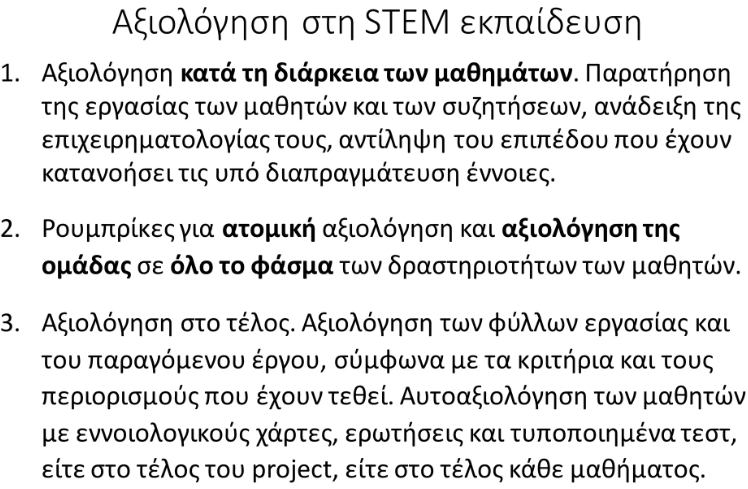 Αξιολόγηση στη STEM εκπαίδευση
1. Αξιολόγηση κατά τη διάρκεια των μαθημάτων. Παρατήρηση
της εργασίας των μαθητών και των συζητήσεων, ανάδειξη της
επιχειρηματολογίας τους, αντίληψη του επιπέδου που έχουν
κατανοήσει τις υπό διαπραγμάτευση έννοιες.
2. Ρουμπρίκες για ατομική αξιολόγηση και αξιολόγηση της
ομάδας σε όλο το φάσμα των δραστηριοτήτων των μαθητών.
3. Αξιολόγηση στο τέλος. Αξιολόγηση των φύλλων εργασίας και
του παραγόμενου έργου, σύμφωνα με τα κριτήρια και τους
περιορισμούς που έχουν τεθεί. Αυτοαξιολόγηση των μαθητών
με εννοιολογικούς χάρτες, ερωτήσεις και τυποποιημένα τεστ,
είτε στο τέλος του project, είτε στο τέλος κάθε μαθήματος.